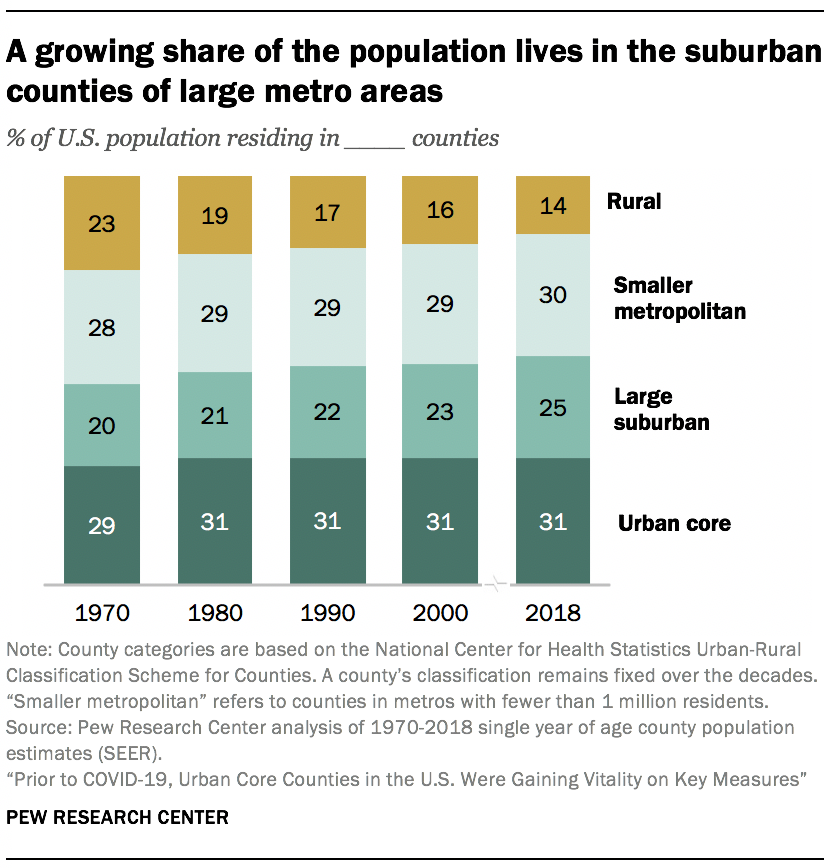 A growing share of the population lives in the suburban
counties of large metro areas
% of U.S. population residing in _____ counties
23 19 17 16 14 Rural
28 29 29 29 30 Smaller
metropolitan
20 21 22 23 25 Large
suburban
29 31 31 31 31 Urban core
1970 1980 1990 2000 2018
Note: County categories are based on the National Center for Health Statistics Urban-Rural
Classification Scheme for Counties. A county’s classification remains fixed over the decades.
“Smaller metropolitan” refers to counties in metros with fewer than 1 million residents.
Source: Pew Research Center analysis of 1970-2018 single year of age county population
estimates (SEER).
“Prior to COVID-19, Urban Core Counties in the U.S. Were Gaining Vitality on Key Measures”
PEW RESEARCH CENTER